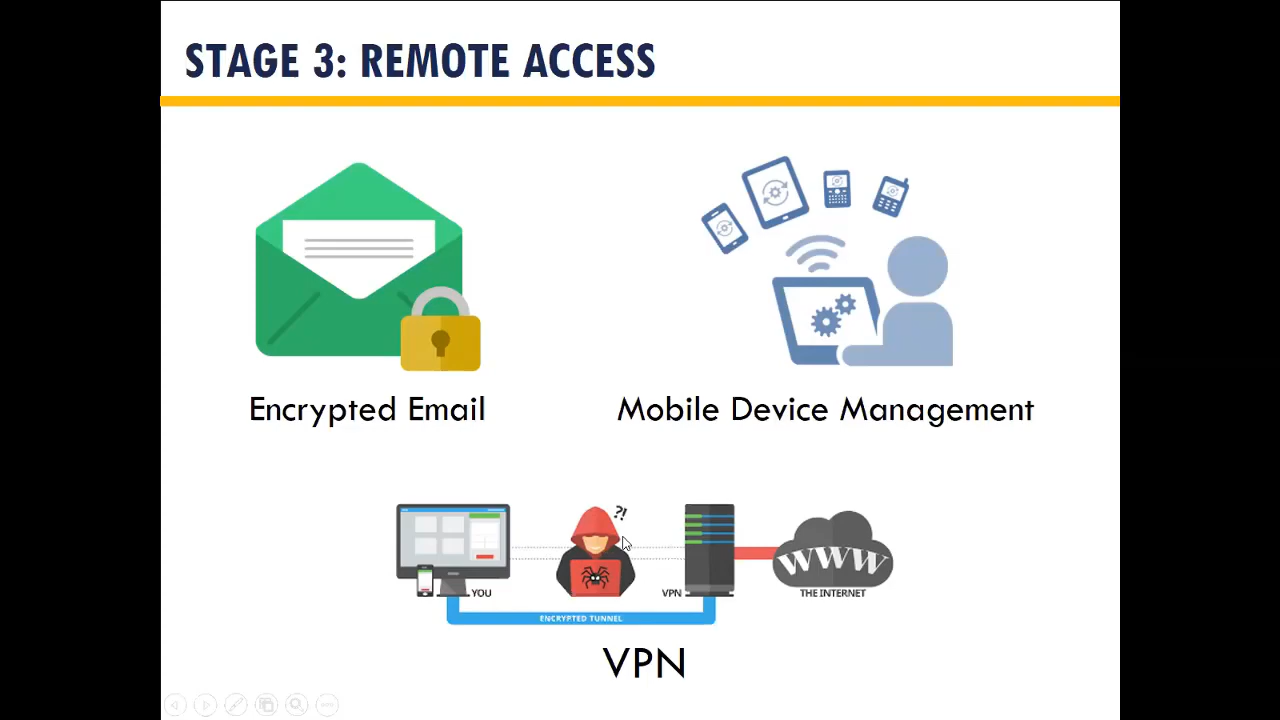 STAGE 3: REMOTE ACCESS
Encrypted Email
Mobile Device Management
?!
WWW
YOU
VPN
THE INTERNET
ENCRYPTED TUNNEL
VPN